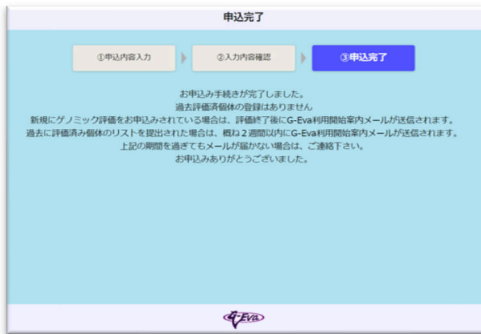 申込完了
①申込内容入力
②入力内容確認
③申込完了
お申込み手続きが完了しました。
過去評価済個体の登録はありません
新規にゲノミック評価をお申込みされている場合は、評価終了後にG-Eva利用開始案内メールが送信されます。
過去に評価済み個体のリストを提出された場合は、概ね２週間以内にG-Eva利用開始案内メールが送信されます。
上記の期間を過ぎてもメールが届かない場合は、ご連絡下さい。
お申込みありがとうございました。
G-Eva